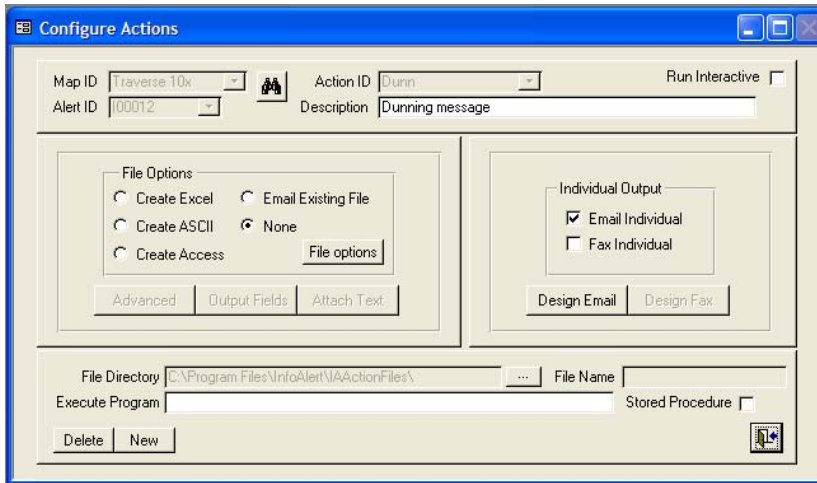 Configure Actions
Map ID Traverse 10x Action ID Dunn Run Interactive
Alert ID I00012 Description Dunning message
File Options
Create Excel Email Existing File
Create ASCII None
Create Access File options
Advanced Output Fields Attach Text
Individual Output
Email Individual
Fax Individual
Design Email Design Fax
File Directory C:\Program Files\InfoAlert\IAActionFiles\ ... File Name
Execute Program Stored Procedure
Delete New